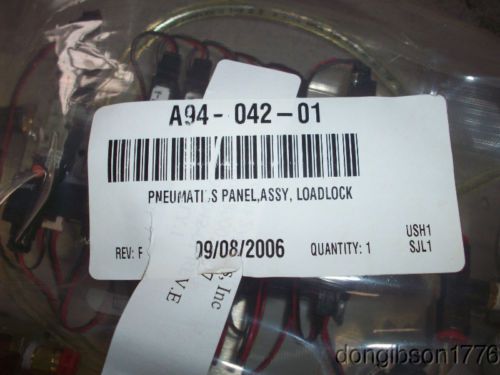 A94-042-01
PNEUMATI.S PANEL,ASSY, LOADLOCK
USH1
REV: F 09/08/2006 QUANTITY: 1 SJL1
s Inc
V.E
dongibson1776